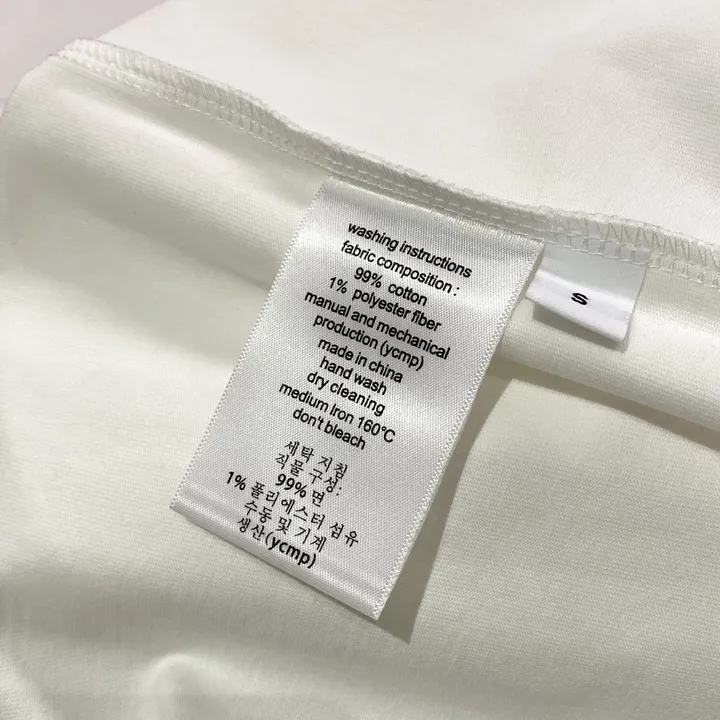 washing instructions
fabric composition :
99% cotton
1% polyester fiber
manual and mechanical
production (ycmp)
made in china
hand wash
dry cleaning
medium Iron 160°C
don't bleach
세탁 지침
직물 구성:
99% 면
1% 폴리 에스터 섬유
수동 및 기계
생산(ycmp)
S